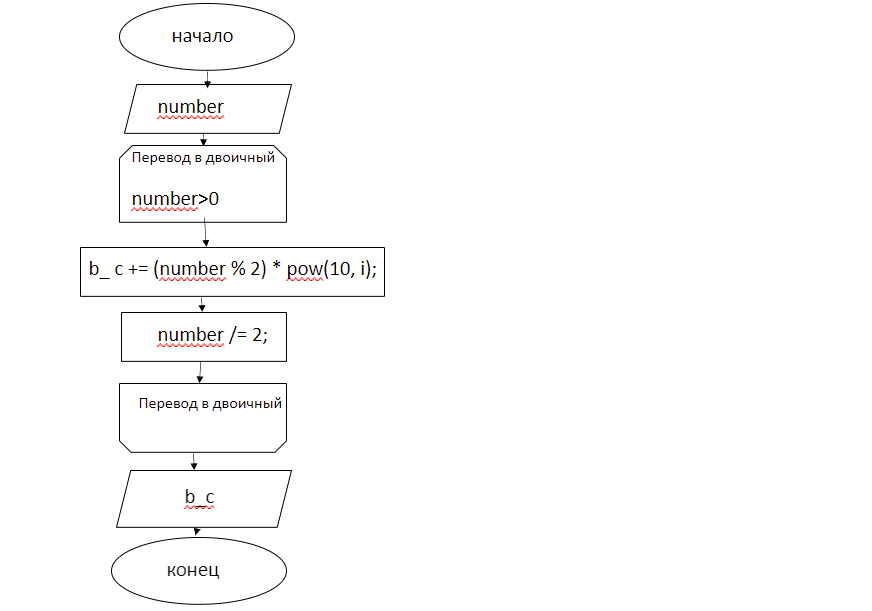 начало
number
Перевод в двоичный
number>0
b_ c += (number % 2) * pow(10, i);
number /= 2;
Перевод в двоичный
b_c
конец